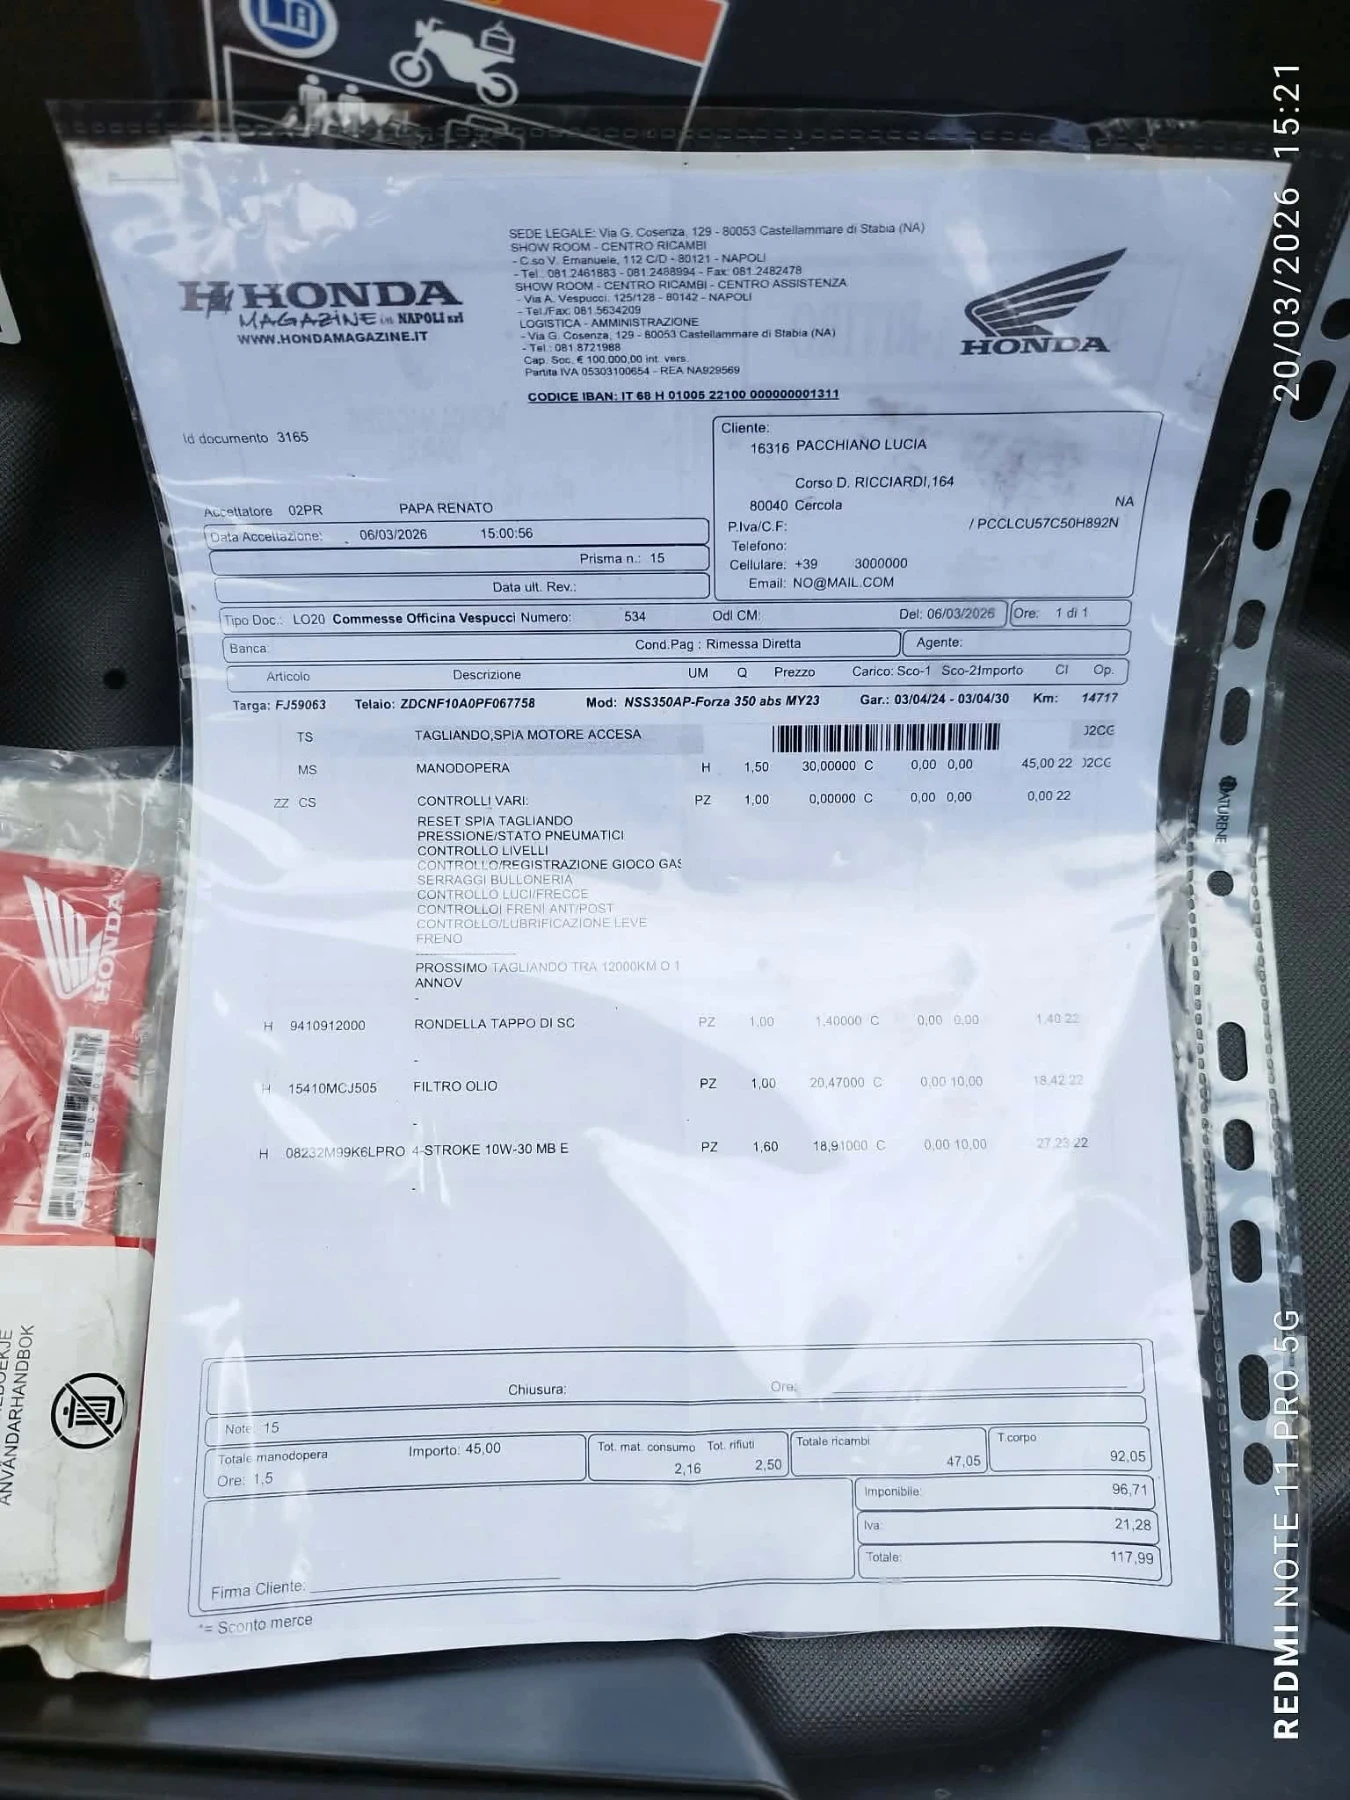 LA
SEDE LEGALE: Via G. Cosenza, 129 - 80053 Castellammare di Stabia (NA)
SHOW ROOM - CENTRO RICAMBI
- C.so V. Emanuele, 112 C/D - 80121 - NAPOLI
- Tel.: 081.2461883 - 081.2488994 - Fax: 081.2482478
SHOW ROOM - CENTRO RICAMBI - CENTRO ASSISTENZA
- Via A. Vespucci, 125/128 - 80142 - NAPOLI
- Tel./Fax: 081.5634209
LOGISTICA - AMMINISTRAZIONE
- Via G. Cosenza, 129 - 80053 Castellammare di Stabia (NA)
- Tel.: 081.8721988
Cap. Soc. € 100.000,00 int. vers.
Partita IVA 05303100654 - REA NA929569
HONDA
MAGAZINE in NAPOLI srl
WWW.HONDAMAGAZINE.IT
HONDA
CODICE IBAN: IT 68 H 01005 22100 000000001311
Id documento 3165
Cliente:
16316 PACCHIANO LUCIA
Corso D. RICCIARDI,164
80040 Cercola NA
P.Iva/C.F: / PCCLCU57C50H892N
Telefono:
Cellulare: +39 3000000
Email: NO@MAIL.COM
Accettatore 02PR PAPA RENATO
Data Accettazione: 06/03/2026 15:00:56
Prisma n.: 15
Data ult. Rev.:
Tipo Doc.: LO20 Commesse Officina Vespucci Numero: 534 Odl CM: Del: 06/03/2026 Ore: 1 di 1
Banca: Cond.Pag : Rimessa Diretta Agente:
Articolo Descrizione UM Q Prezzo Carico: Sco-1 Sco-2Importo CI Op.
Targa: FJ59063 Telaio: ZDCNF10A0PF067758 Mod: NSS350AP-Forza 350 abs MY23 Gar.: 03/04/24 - 03/04/30 Km: 14717
TS TAGLIANDO,SPIA MOTORE ACCESA J2CG
MS MANODOPERA H 1,50 30,00000 C 0,00 0,00 45,00 22 J2CG
ZZ CS CONTROLLI VARI: PZ 1,00 0,00000 C 0,00 0,00 0,00 22
RESET SPIA TAGLIANDO
PRESSIONE/STATO PNEUMATICI
CONTROLLO LIVELLI
CONTROLLO/REGISTRAZIONE GIOCO GAS
SERRAGGI BULLONERIA
CONTROLLO LUCI/FRECCE
CONTROLLOI FRENI ANT/POST
CONTROLLO/LUBRIFICAZIONE LEVE
FRENO
PROSSIMO TAGLIANDO TRA 12000KM O 1
ANNOV
-
H 9410912000 RONDELLA TAPPO DI SC PZ 1,00 1,40000 C 0,00 0,00 1,40 22
-
H 15410MCJ505 FILTRO OLIO PZ 1,00 20,47000 C 0,00 10,00 18,42 22
-
H 08232M99K6LPRO 4-STROKE 10W-30 MB E PZ 1,60 18,91000 C 0,00 10,00 27,23 22
-
Chiusura: Ore:
Note: 15
Totale manodopera Importo: 45,00 Tot. mat. consumo Tot. rifiuti Totale ricambi T.corpo
Ore: 1,5 2,16 2,50 47,05 92,05
Imponibile: 96,71
Iva: 21,28
Totale: 117,99
Firma Cliente:
*= Sconto merce
HONDA
ANVÄNDARHANDBOK
20/03/2026 15:21
REDMI NOTE 11 PRO 5G